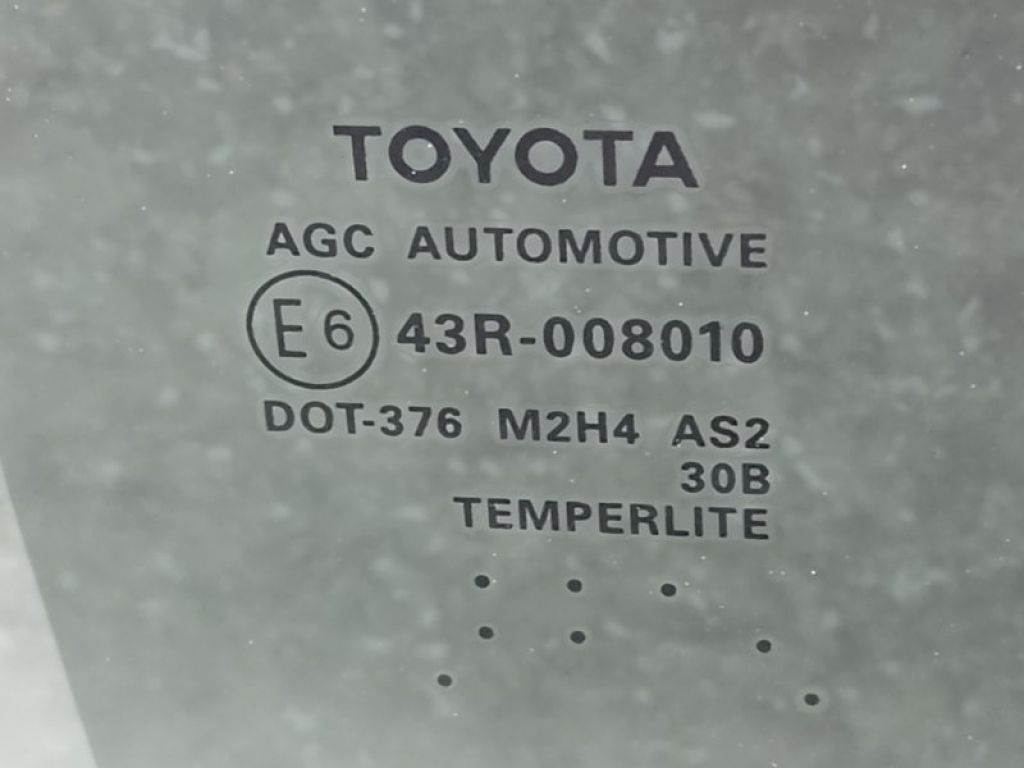 TOYOTA
AGC AUTOMOTIVE
E6 43R-008010
DOT-376 M2H4 AS2
30B
TEMPERLITE